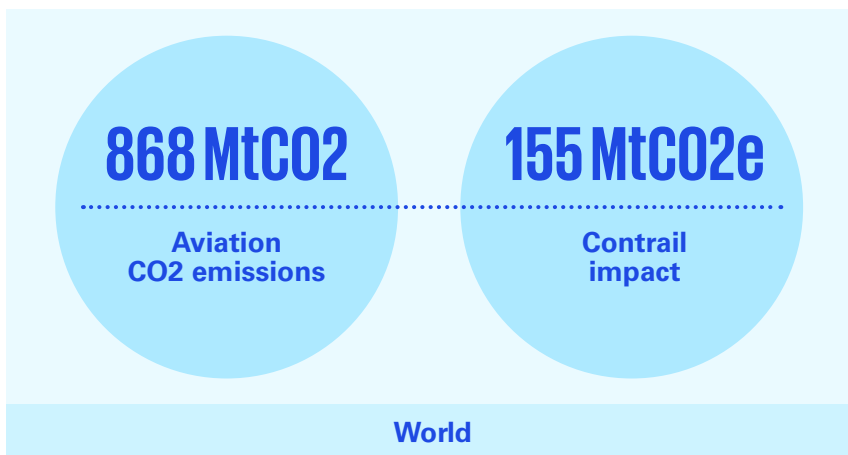 868 MtCO2
Aviation
CO2 emissions
155 MtCO2e
Contrail
impact
World